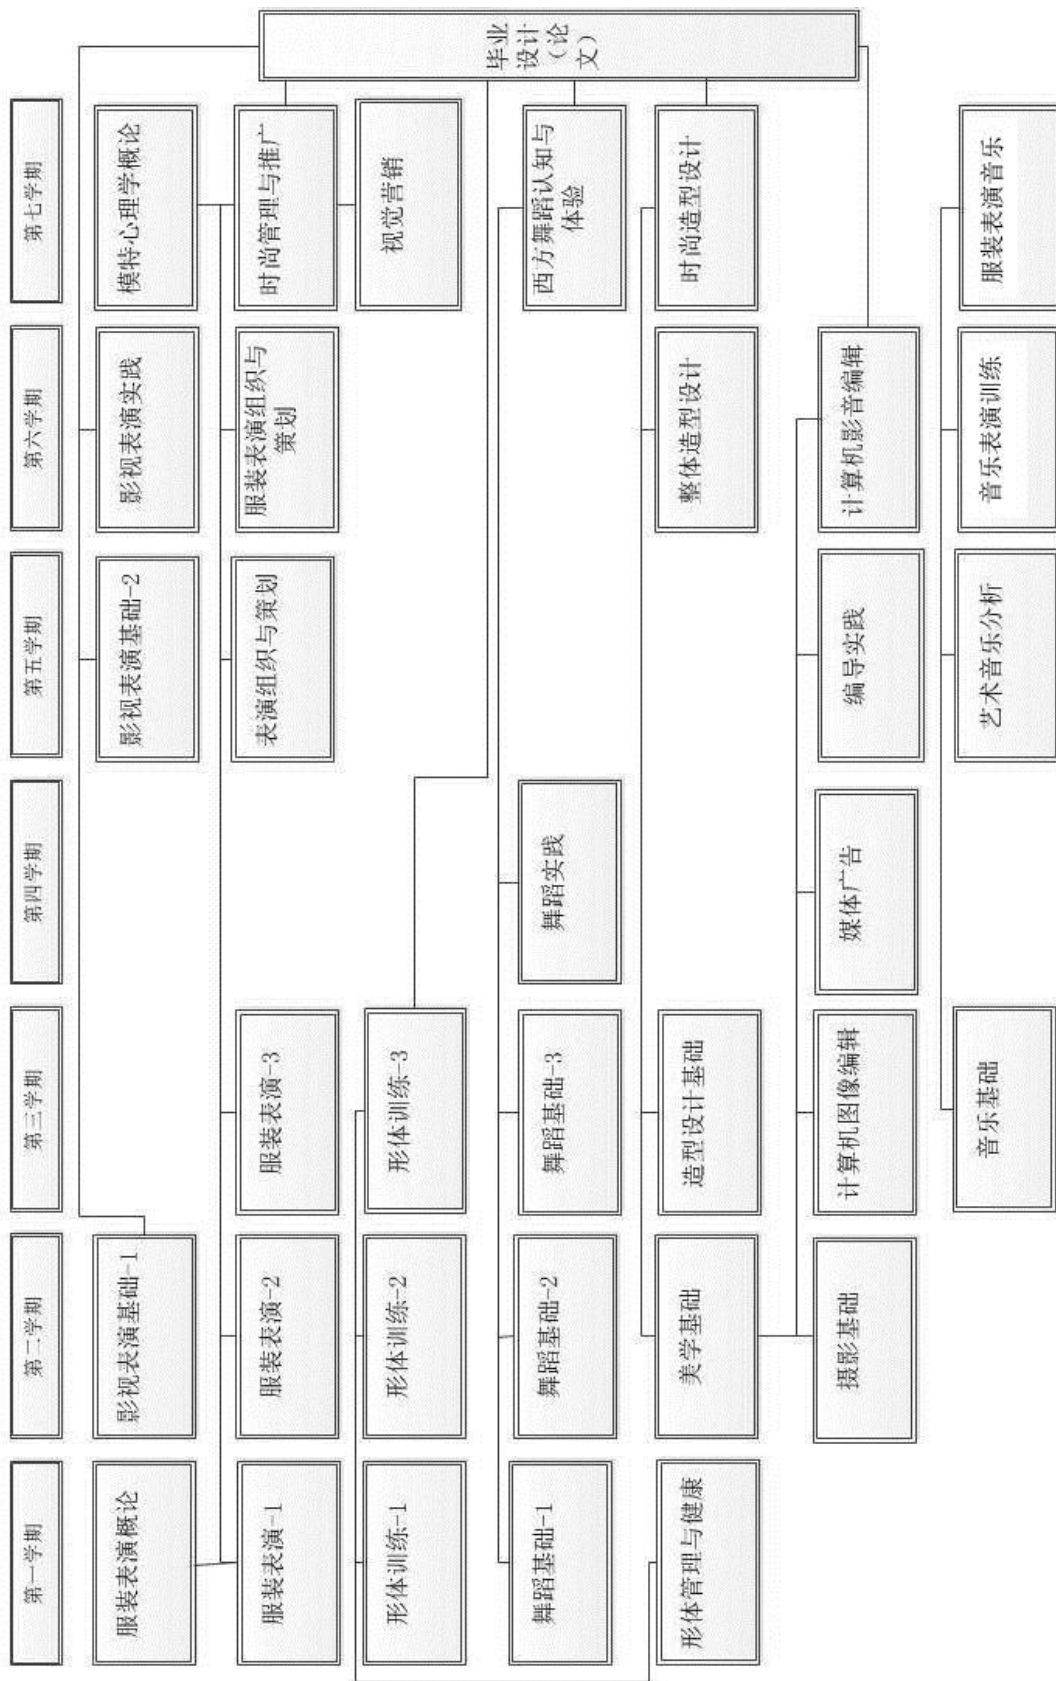 第一学期
第二学期
第三学期
第四学期
第五学期
第六学期
第七学期
服装表演概论
影视表演基础-1
影视表演基础-2
影视表演实践
模特心理学概论
服装表演-1
服装表演-2
服装表演-3
表演组织与策划
服装表演组织与
策划
时尚管理与推广
形体训练-1
形体训练-2
形体训练-3
视觉营销
毕业
设计
（论
文）
舞蹈基础-1
舞蹈基础-2
舞蹈基础-3
舞蹈实践
西方舞蹈认知与
体验
形体管理与健康
美学基础
造型设计基础
整体造型设计
时尚造型设计
摄影基础
计算机图像编辑
媒体广告
编导实践
计算机影音编辑
音乐基础
艺术音乐分析
音乐表演训练
服装表演音乐